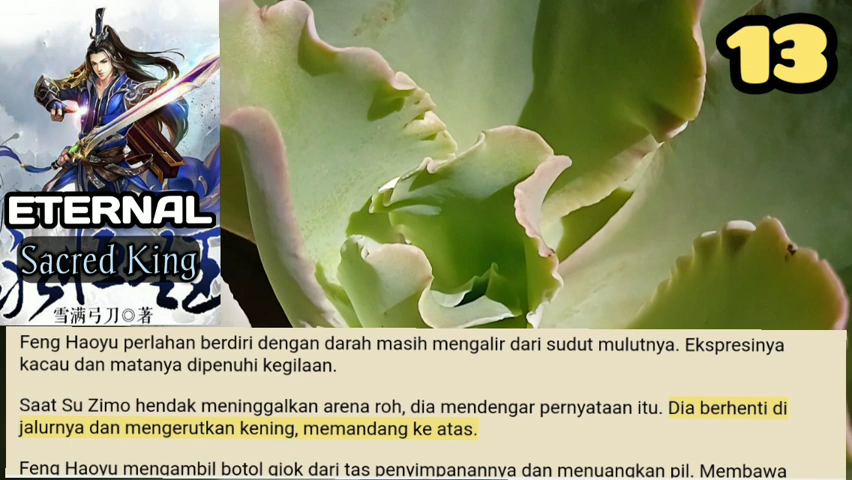 13
ETERNAL
Sacred King
雪满弓刀◎著
Feng Haoyu perlahan berdiri dengan darah masih mengalir dari sudut mulutnya. Ekspresinya
kacau dan matanya dipenuhi kegilaan.
Saat Su Zimo hendak meninggalkan arena roh, dia mendengar pernyataan itu. Dia berhenti di
jalurnya dan mengerutkan kening, memandang ke atas.
Feng Haoyu mengambil botol giok dari tas penyimpanannya dan menuangkan pil. Membawa